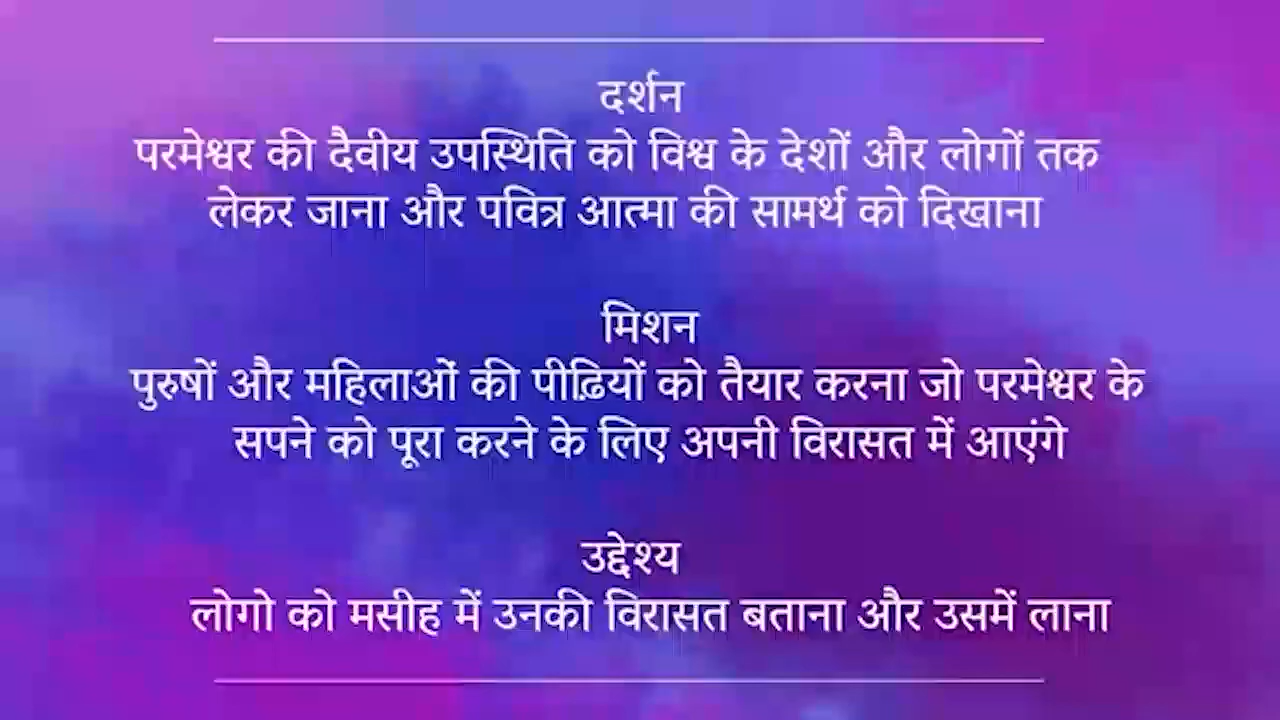 दर्शन
परमेश्वर की दैवीय उपस्थिति को विश्व के देशों और लोगों तक
लेकर जाना और पवित्र आत्मा की सामर्थ को दिखाना
मिशन
पुरुषों और महिलाओं की पीढ़ियों को तैयार करना जो परमेश्वर के
सपने को पूरा करने के लिए अपनी विरासत में आएंगे
उद्देश्य
लोगो को मसीह में उनकी विरासत बताना और उसमें लाना